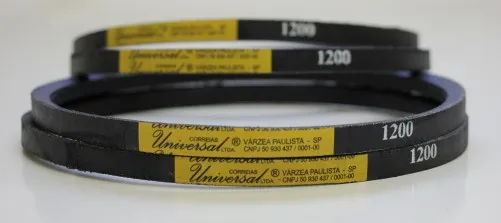 Universal
1200
1200
CORREIAS
Universal LTDA. ® VÁRZEA PAULISTA - SP
CNPJ 50 930 437 / 0001-00
1200
CORREIAS
Universal LTDA. ® VÁRZEA PAULISTA - SP
CNPJ 50 930 437 / 0001-00
1200